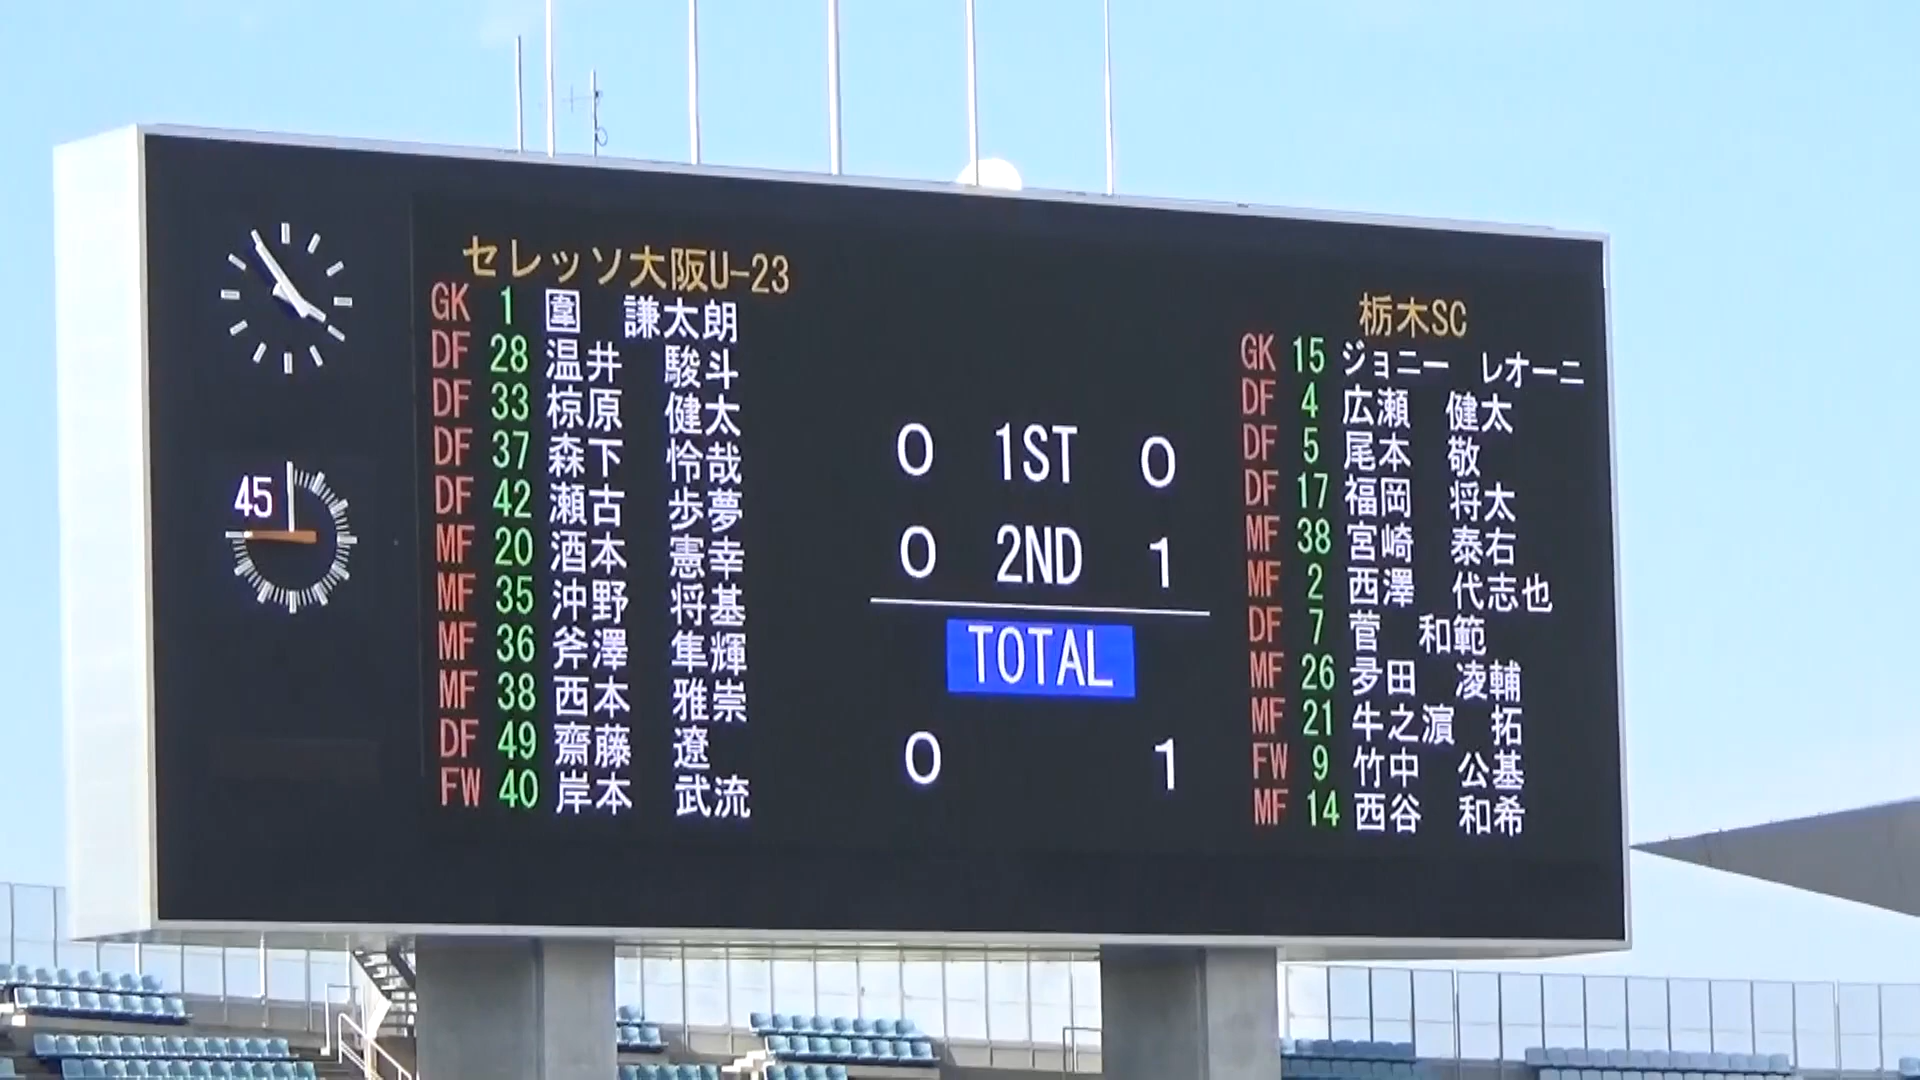 セレッソ大阪U-23
GK 1 圍 謙太朗
DF 28 温井 駿斗
DF 33 椋原 健太
DF 37 森下 怜哉
DF 42 瀬古 歩夢
MF 20 酒本 憲幸
MF 35 沖野 将基
MF 36 斧澤 隼輝
MF 38 西本 雅崇
DF 49 齋藤 遼
FW 40 岸本 武流
45
0 1ST 0
0 2ND 1
TOTAL
0 1
栃木SC
GK 15 ジョニー レオーニ
DF 4 広瀬 健太
DF 5 尾本 敬
DF 17 福岡 将太
MF 38 宮崎 泰右
MF 2 西澤 代志也
DF 7 菅 和範
MF 26 夛田 凌輔
MF 21 牛之濵 拓
FW 9 竹中 公基
MF 14 西谷 和希